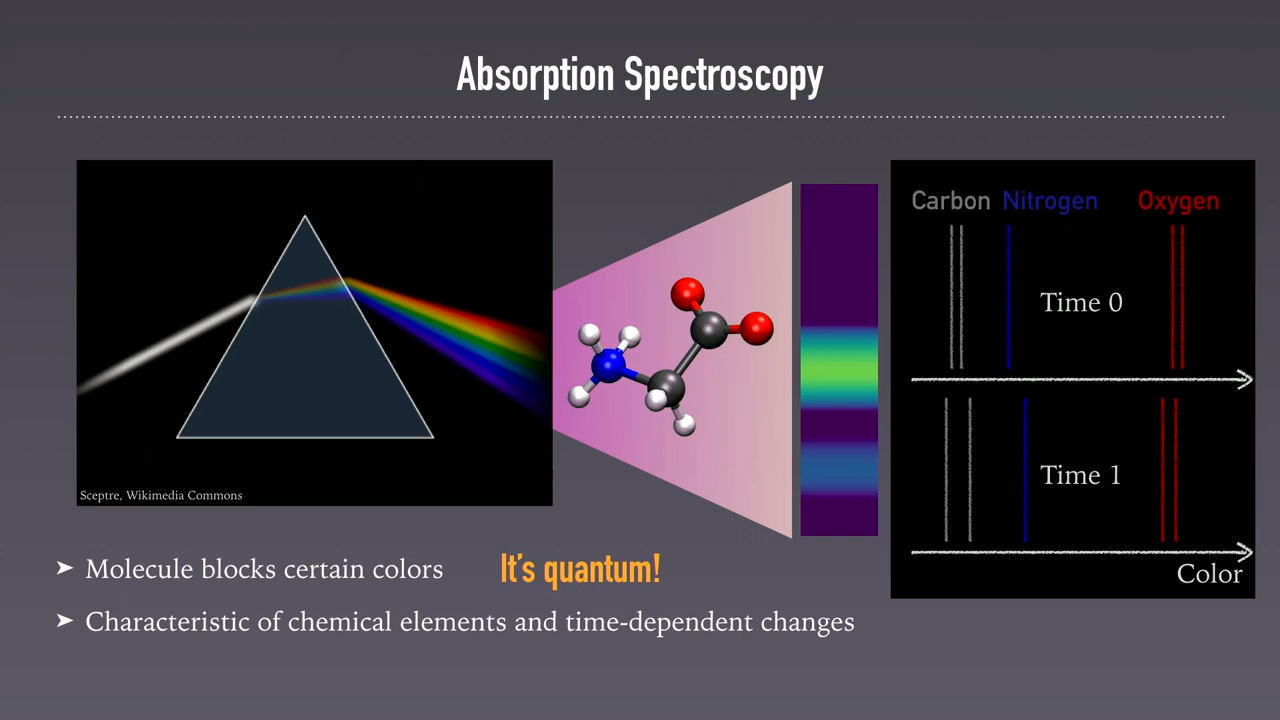 Absorption Spectroscopy
Carbon Nitrogen Oxygen
Time 0
Time 1
Color
Sceptre, Wikimedia Commons
➤ Molecule blocks certain colors
It's quantum!
➤ Characteristic of chemical elements and time-dependent changes